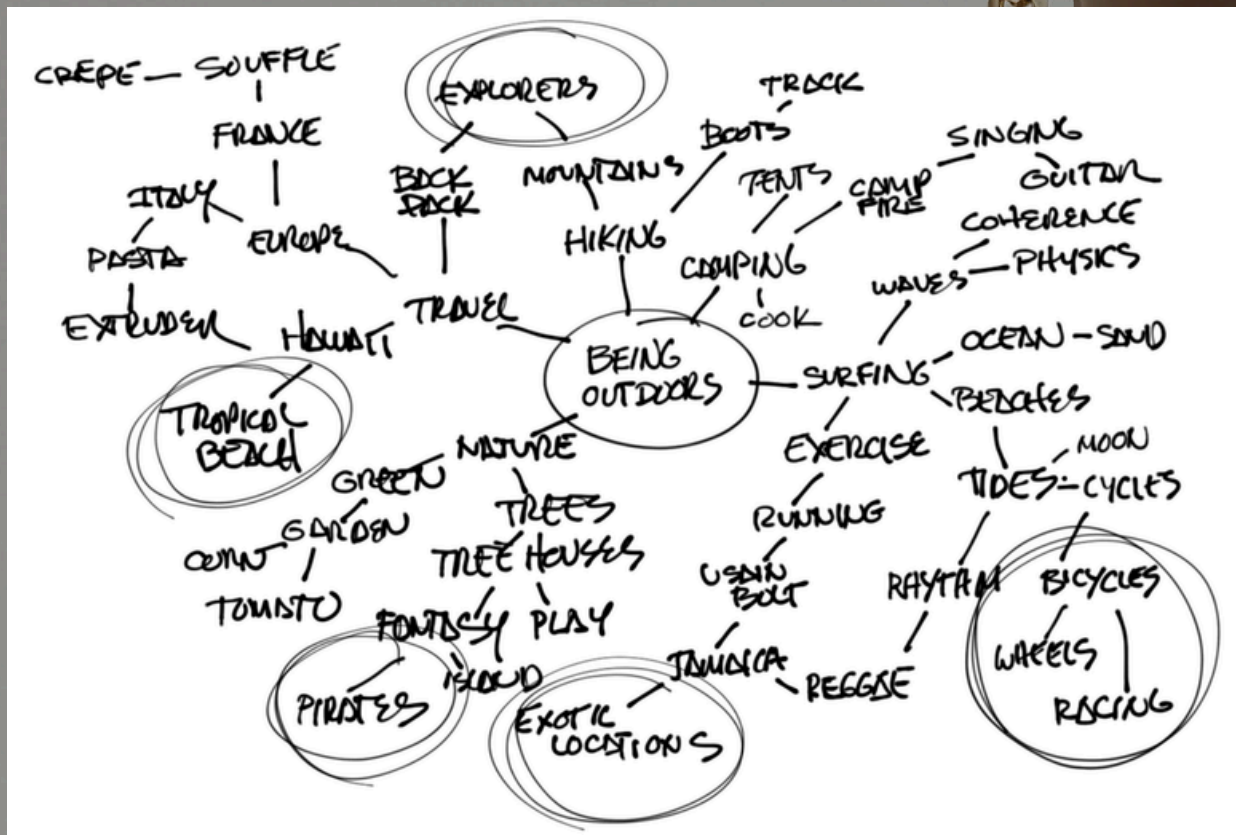 CREPE — SOUFFLE
FRANCE
ITALY
EUROPE
PASTA
EXTRUDER
HAWAII
TROPICAL
BEACH
EXPLORERS
BACK
PACK
MOUNTAINS
TRAVEL
HIKING
BOOTS
TRACK
TENTS
CAMPING
COOK
CAMP
FIRE
SINGING
GUITAR
COHERENCE
WAVES — PHYSICS
BEING
OUTDOORS
SURFING
OCEAN – SAND
BEACHES
MOON
TIDES – CYCLES
BICYCLES
WHEELS
RACING
RHYTHM
REGGAE
EXERCISE
RUNNING
USAIN
BOLT
JAMAICA
EXOTIC
LOCATIONS
NATURE
GREEN
GARDEN
TOMATO
TREES
TREE HOUSES
PLAY
FONTASY
ISLAND
PIRATES